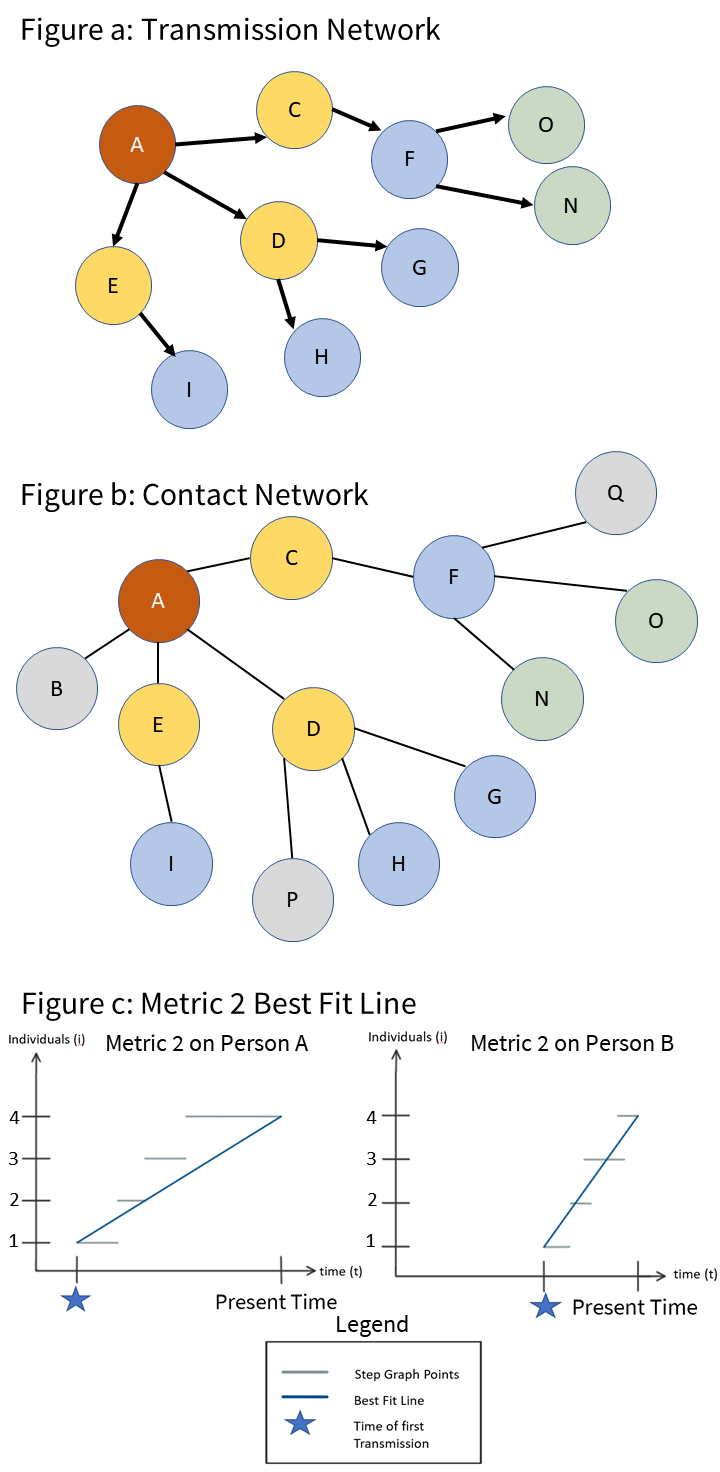 Figure a: Transmission Network
C
O
A
F
N
D
G
E
H
I
Q
Figure b: Contact Network
C
F
A
O
B
N
E
D
G
I
H
P
Figure c: Metric 2 Best Fit Line
Individuals (i)
Metric 2 on Person A
4
3
2
1
time (t)
Present Time
Individuals (i)
Metric 2 on Person B
4
3
2
1
time (t)
Present Time
Legend
Step Graph Points
Best Fit Line
Time of first
Transmission